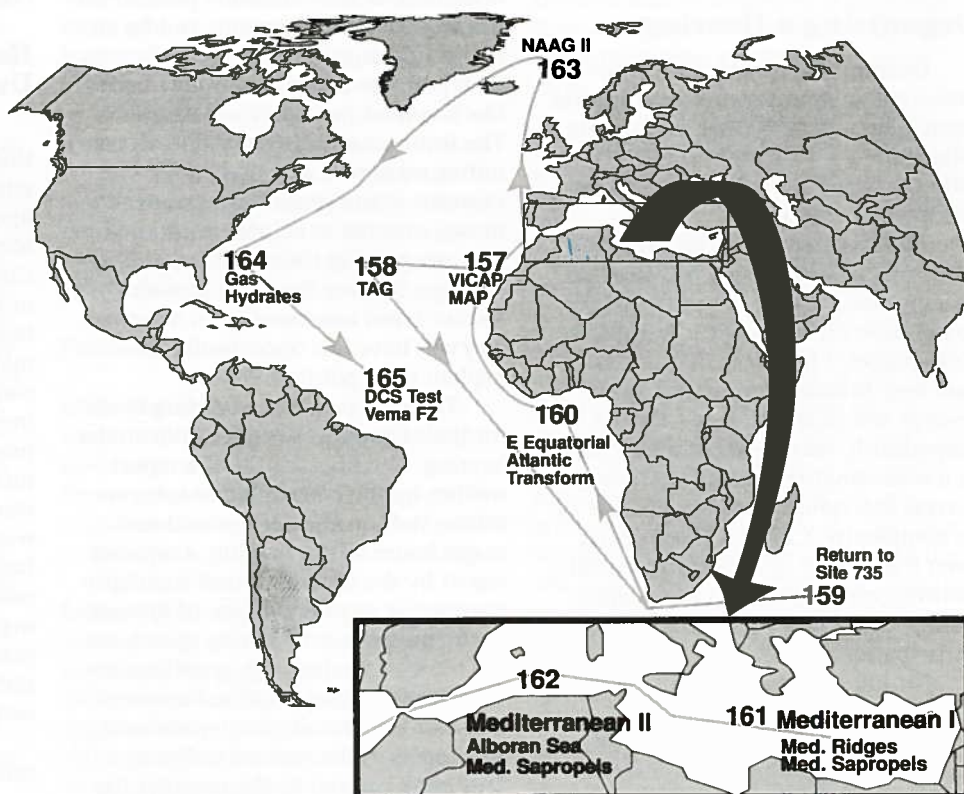 NAAG II
163
164
Gas
Hydrates
158
TAG
157
VICAP
MAP
165
DCS Test
Vema FZ
160
E Equatorial
Atlantic
Transform
Return to
Site 735
159
162
Mediterranean II
Alboran Sea
Med. Sapropels
161 Mediterranean I
Med. Ridges
Med. Sapropels